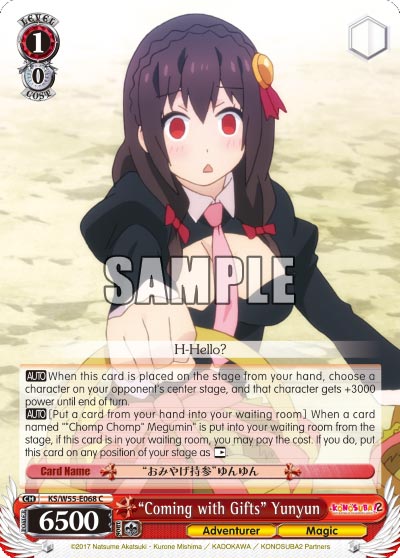 LEVEL
1
0
COST
SAMPLE
H-Hello?
AUTO When this card is placed on the stage from your hand, choose a
character on your opponent's center stage, and that character gets +3000
power until end of turn.
AUTO [Put a card from your hand into your waiting room] When a card
named "“Chomp Chomp” Megumin" is put into your waiting room from the
stage, if this card is in your waiting room, you may pay the cost. If you do, put
this card on any position of your stage as
Card Name
“おみやげ持参”ゆんゆん
CH KS/W55-E068 C
“Coming with Gifts” Yunyun
KONOSUBA2
POWER
6500
Adventurer
Magic
©2017 Natsume Akatsuki・Kurone Mishima / KADOKAWA / KONOSUBA2 Partners